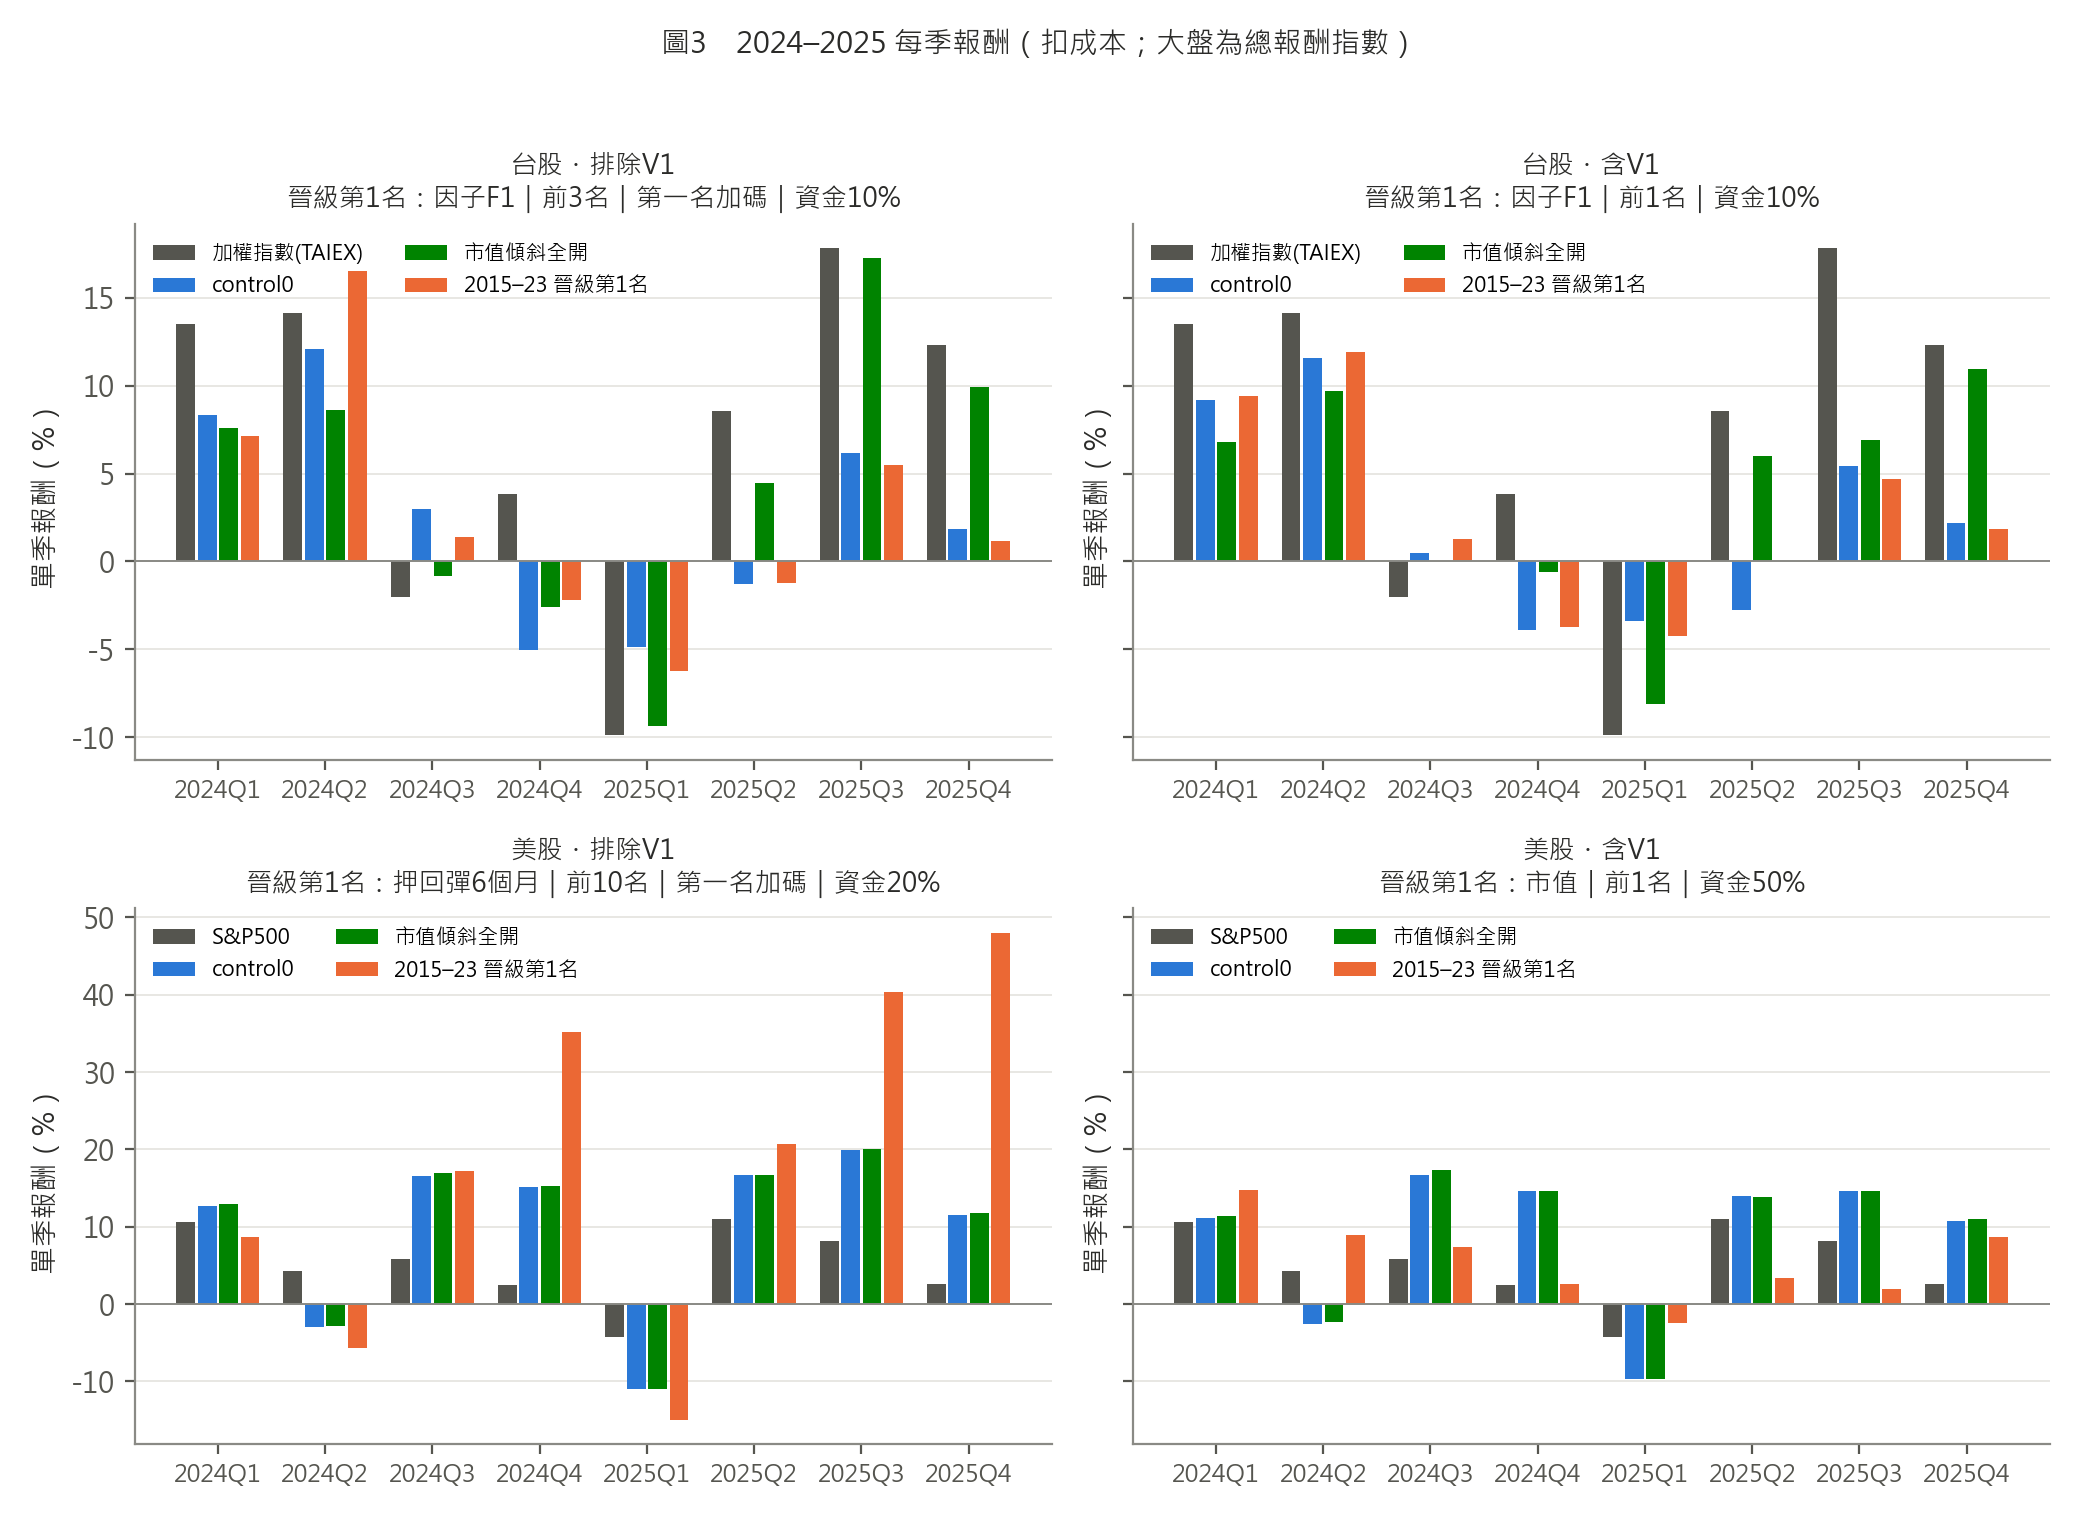 圖3　2024–2025 每季報酬（扣成本；大盤為總報酬指數）
台股．排除V1
晉級第1名：因子F1｜前3名｜第一名加碼｜資金10%
加權指數(TAIEX)
control0
市值傾斜全開
2015–23 晉級第1名
單季報酬（%）
15
10
5
0
-5
-10
2024Q1 2024Q2 2024Q3 2024Q4 2025Q1 2025Q2 2025Q3 2025Q4
台股．含V1
晉級第1名：因子F1｜前1名｜資金10%
加權指數(TAIEX)
control0
市值傾斜全開
2015–23 晉級第1名
單季報酬（%）
2024Q1 2024Q2 2024Q3 2024Q4 2025Q1 2025Q2 2025Q3 2025Q4
美股．排除V1
晉級第1名：押回彈6個月｜前10名｜第一名加碼｜資金20%
S&P500
control0
市值傾斜全開
2015–23 晉級第1名
單季報酬（%）
50
40
30
20
10
0
-10
2024Q1 2024Q2 2024Q3 2024Q4 2025Q1 2025Q2 2025Q3 2025Q4
美股．含V1
晉級第1名：市值｜前1名｜資金50%
S&P500
control0
市值傾斜全開
2015–23 晉級第1名
單季報酬（%）
2024Q1 2024Q2 2024Q3 2024Q4 2025Q1 2025Q2 2025Q3 2025Q4